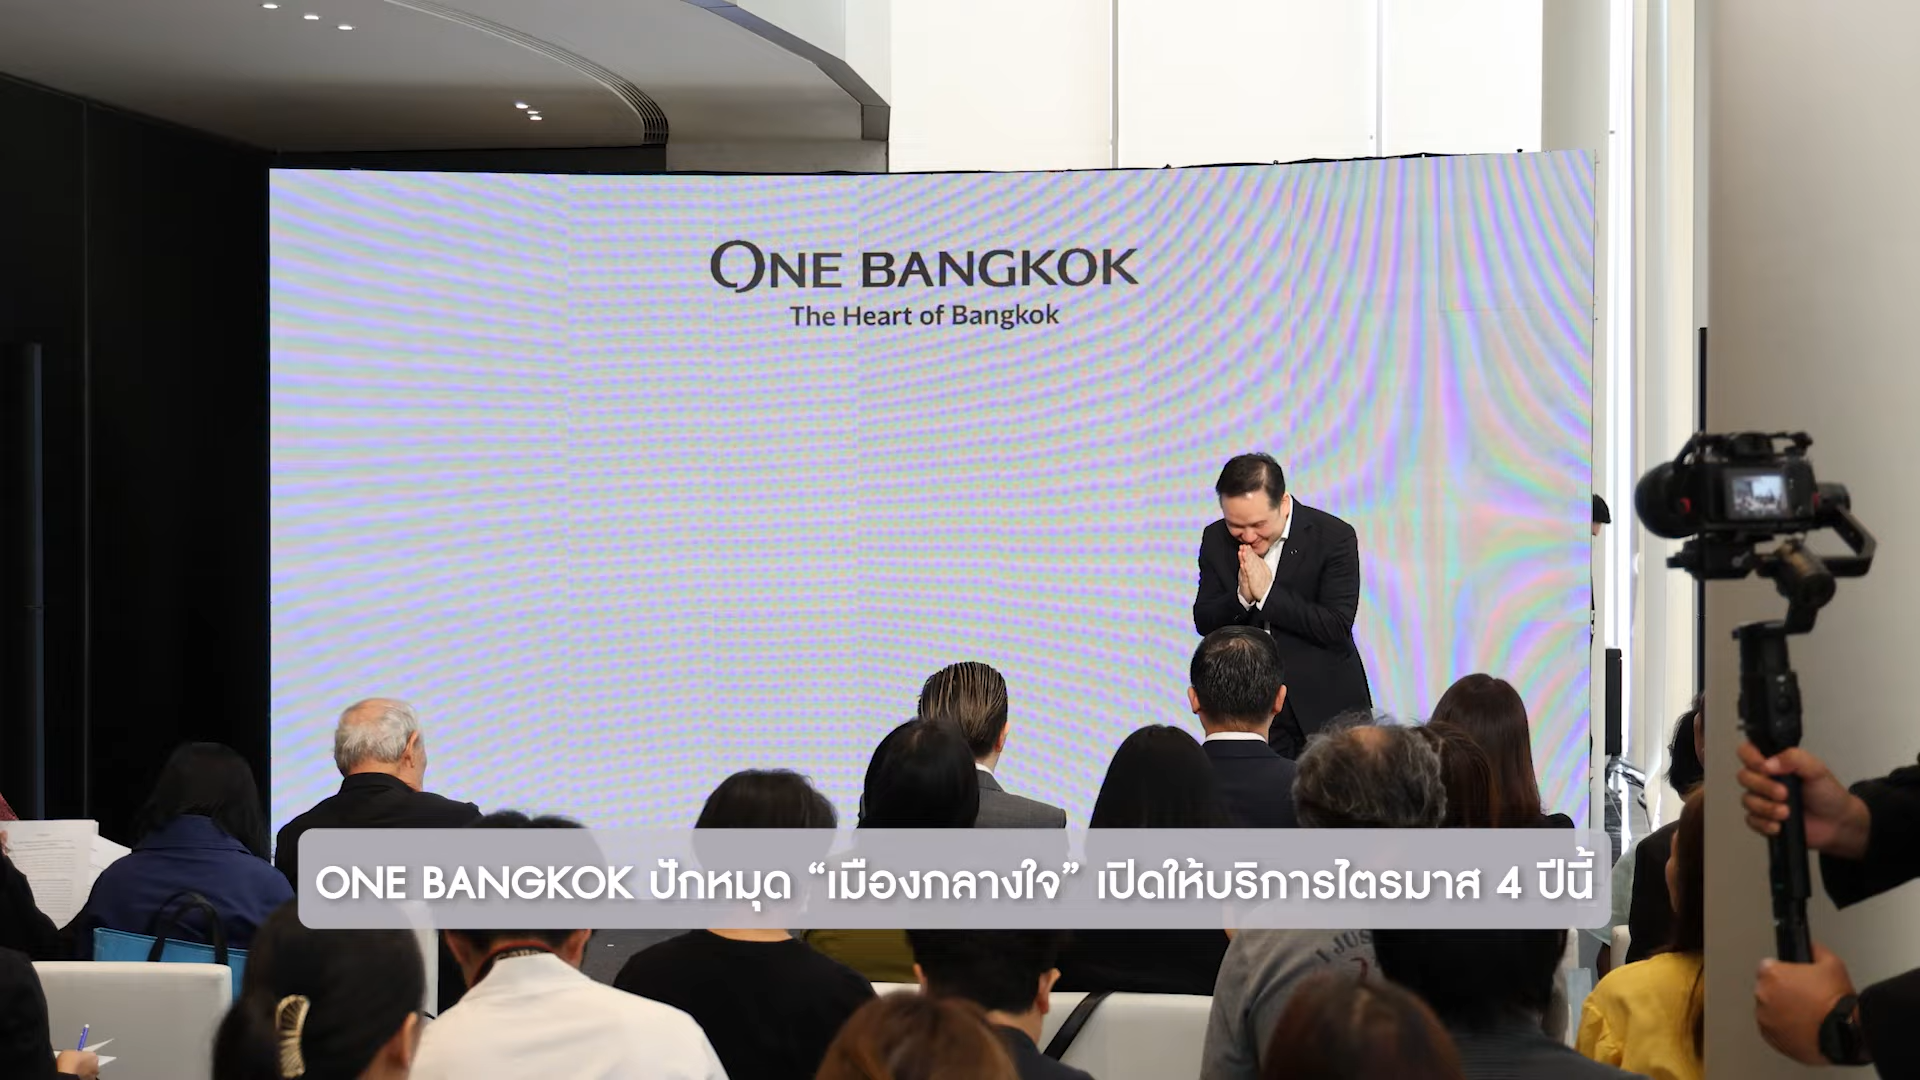 ONE BANGKOK
The Heart of Bangkok
ONE BANGKOK ปักหมุด “เมืองกลางใจ” เปิดให้บริการไตรมาส 4 ปีนี้
I JUS